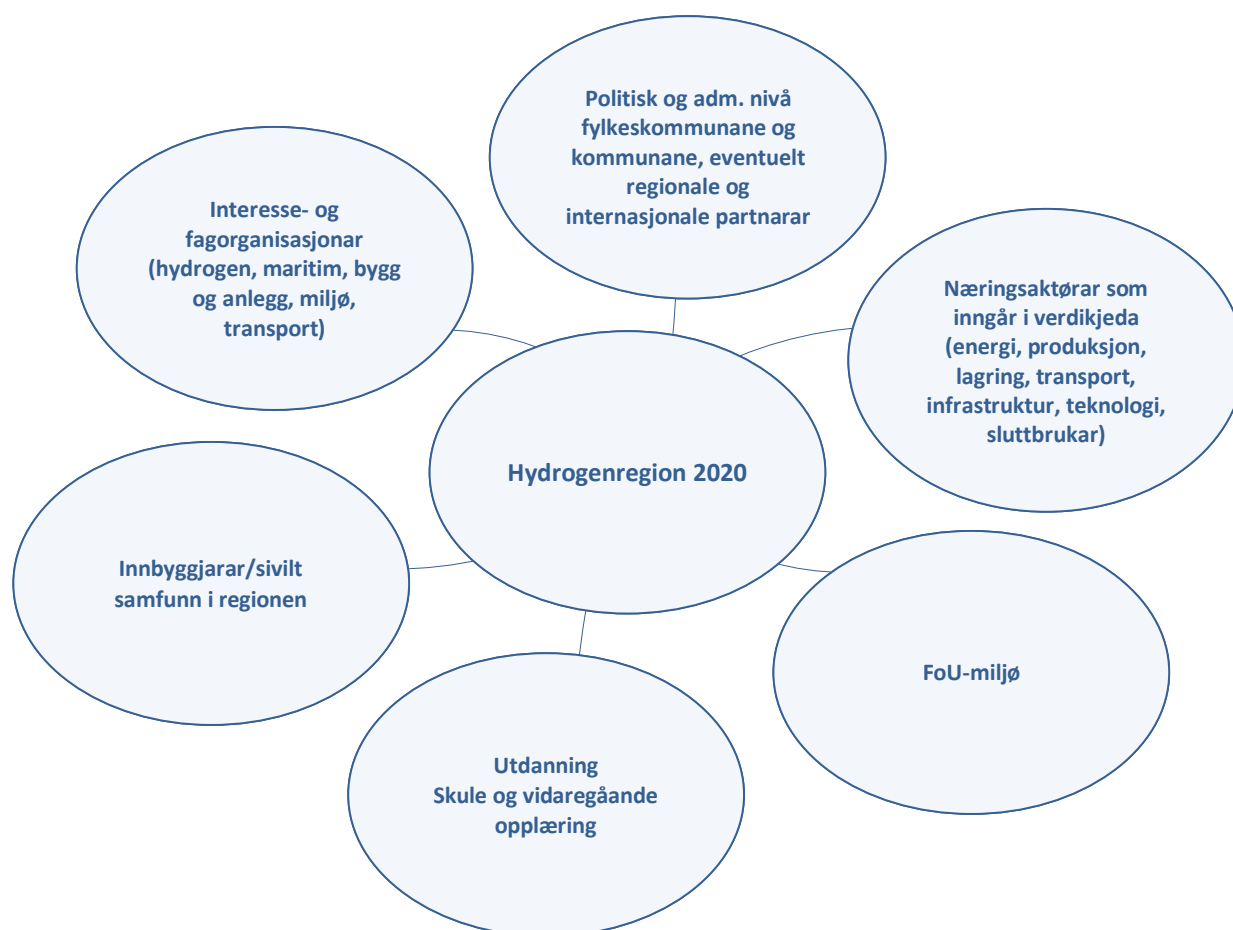 Politisk og adm. nivå
fylkeskommunane og
kommunane, eventuelt
regionale og
internasjonale partnarar
Interesse- og
fagorganisasjonar
(hydrogen, maritim, bygg
og anlegg, miljø,
transport)
Næringsaktørar som
inngår i verdikjeda
(energi, produksjon,
lagring, transport,
infrastruktur, teknologi,
sluttbrukar)
Hydrogenregion 2020
Innbyggjarar/sivilt
samfunn i regionen
FoU-miljø
Utdanning
Skule og vidaregåande
opplæring